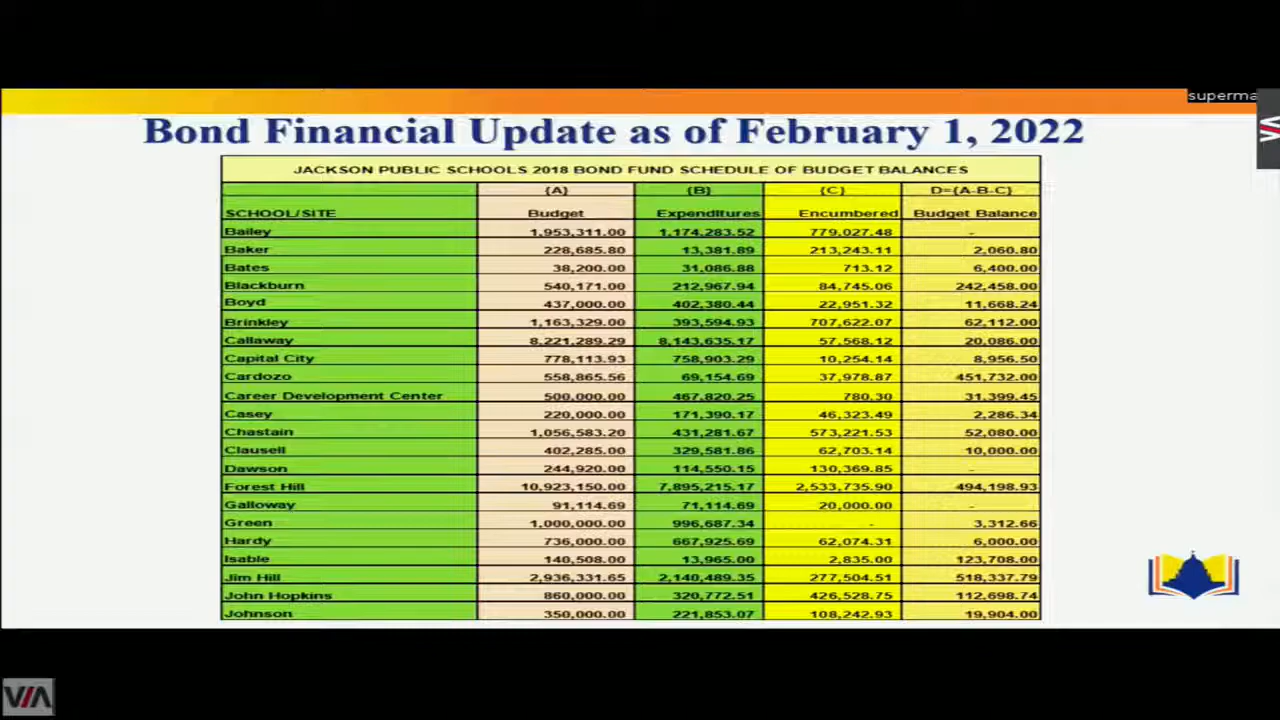 superma
Bond Financial Update as of February 1, 2022
JACKSON PUBLIC SCHOOLS 2018 BOND FUND SCHEDULE OF BUDGET BALANCES
{A} {B} {C} D={A-B-C}
SCHOOL/SITE Budget Expenditures Encumbered Budget Balance
Bailey 1,953,311.00 1,174,283.52 779,027.48 -
Baker 228,685.80 13,381.89 213,243.11 2,060.80
Bates 38,200.00 31,086.88 713.12 6,400.00
Blackburn 540,171.00 212,967.94 84,745.06 242,458.00
Boyd 437,000.00 402,380.44 22,951.32 11,668.24
Brinkley 1,163,329.00 393,594.93 707,622.07 62,112.00
Callaway 8,221,289.29 8,143,635.17 57,568.12 20,086.00
Capital City 778,113.93 758,903.29 10,254.14 8,956.50
Cardozo 558,865.56 69,154.69 37,978.87 451,732.00
Career Development Center 500,000.00 467,820.25 780.30 31,399.45
Casey 220,000.00 171,390.17 46,323.49 2,286.34
Chastain 1,056,583.20 431,281.67 573,221.53 52,080.00
Clausell 402,285.00 329,581.86 62,703.14 10,000.00
Dawson 244,920.00 114,550.15 130,369.85 -
Forest Hill 10,923,150.00 7,895,215.17 2,533,735.90 494,198.93
Galloway 91,114.69 71,114.69 20,000.00 -
Green 1,000,000.00 996,687.34 - 3,312.66
Hardy 736,000.00 667,925.69 62,074.31 6,000.00
Isable 140,508.00 13,965.00 2,835.00 123,708.00
Jim Hill 2,936,331.65 2,140,489.35 277,504.51 518,337.79
John Hopkins 860,000.00 320,772.51 426,528.75 112,698.74
Johnson 350,000.00 221,853.07 108,242.93 19,904.00
VIA